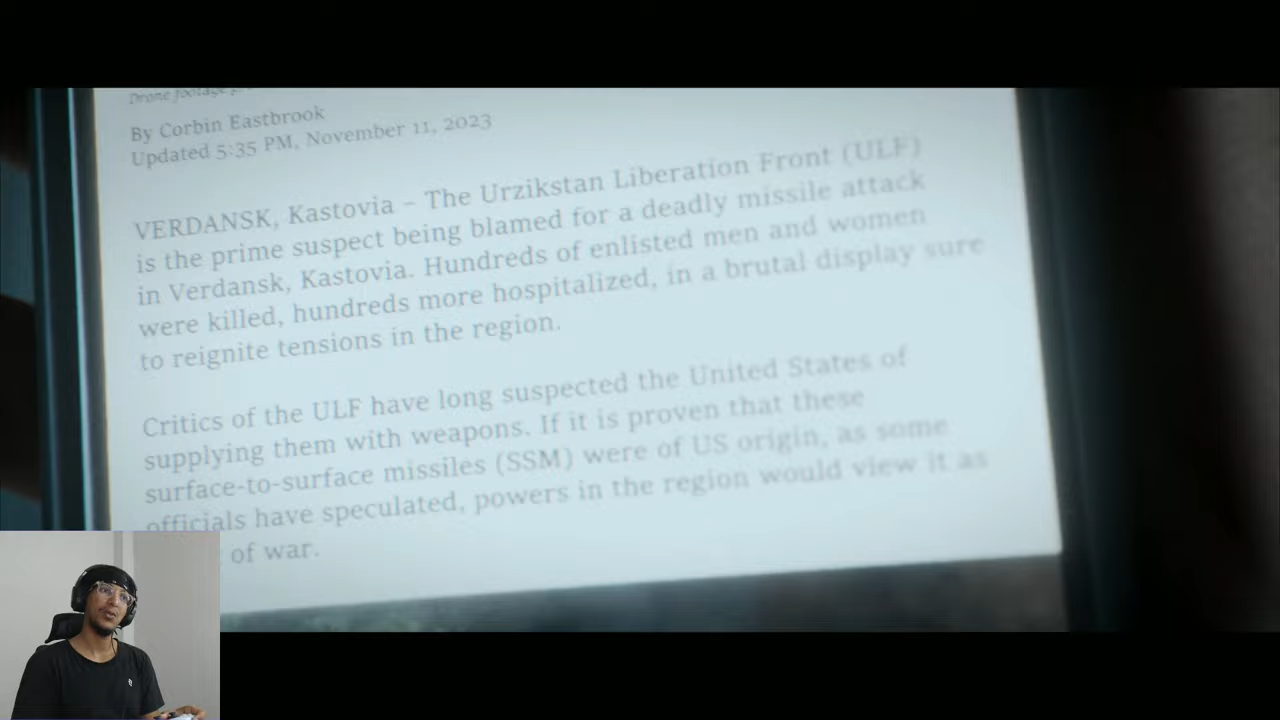 Drone footage
By Corbin Eastbrook
Updated 5:35 PM, November 11, 2023
VERDANSK, Kastovia – The Urzikstan Liberation Front (ULF)
is the prime suspect being blamed for a deadly missile attack
in Verdansk, Kastovia. Hundreds of enlisted men and women
were killed, hundreds more hospitalized, in a brutal display sure
to reignite tensions in the region.
Critics of the ULF have long suspected the United States of
supplying them with weapons. If it is proven that these
surface-to-surface missiles (SSM) were of US origin, as some
officials have speculated, powers in the region would view it as
of war.